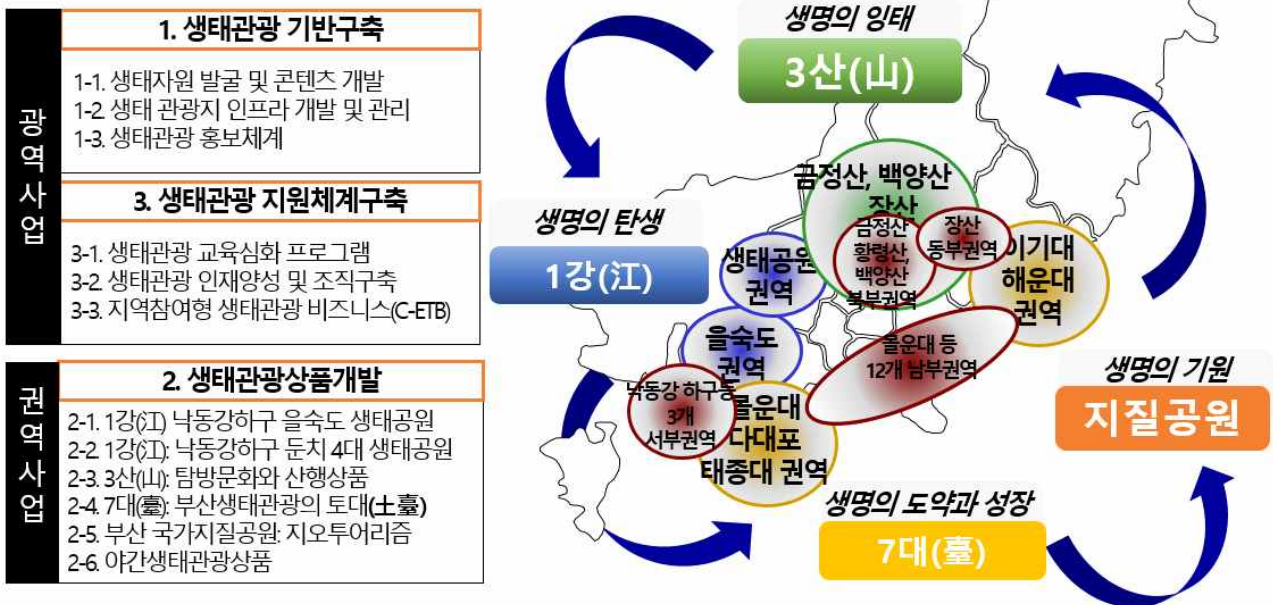 광역사업
1. 생태관광 기반구축
1-1. 생태자원 발굴 및 콘텐츠 개발
1-2. 생태 관광지 인프라 개발 및 관리
1-3. 생태관광 홍보체계
3. 생태관광 지원체계구축
3-1. 생태관광 교육심화 프로그램
3-2. 생태관광 인재양성 및 조직구축
3-3. 지역참여형 생태관광 비즈니스(C-ETB)
권역사업
2. 생태관광상품개발
2-1. 1강(江) 낙동강하구 을숙도 생태공원
2-2. 1강(江): 낙동강하구 둔치 4대 생태공원
2-3. 3산(山): 탐방문화와 산행상품
2-4. 7대(臺): 부산생태관광의 토대(土臺)
2-5. 부산 국가지질공원: 지오투어리즘
2-6. 야간생태관광상품
생명의 잉태
3산(山)
생명의 탄생
1강(江)
금정산, 백양산
장산
금정산
황령산,
백양산
북부권역
장산
동부권역
이기대
해운대
권역
생태공원
권역
을숙도
권역
몰운대 등
12개 남부권역
낙동강 하구등
3개
서부권역
몰운대
다대포
태종대 권역
생명의 기원
지질공원
생명의 도약과 성장
7대(臺)